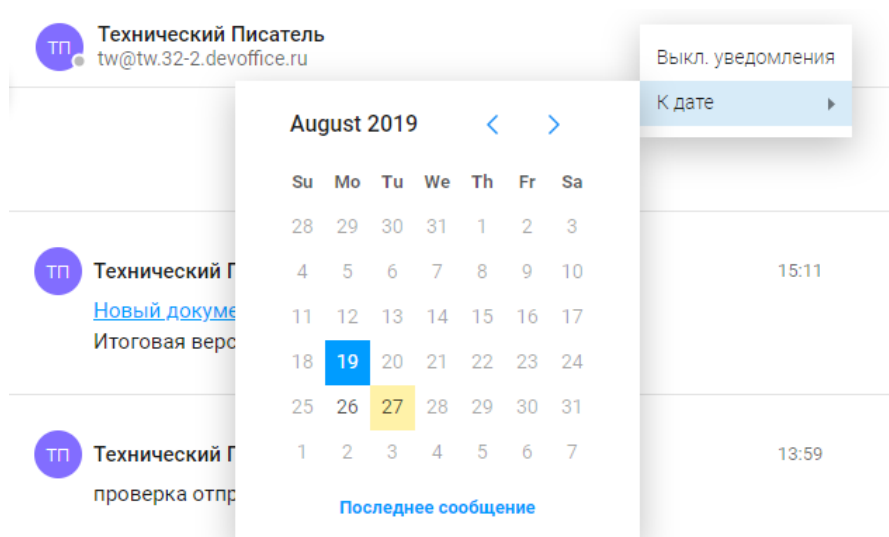 ТП
Технический Писатель
tw@tw.32-2.devoffice.ru
Выкл. уведомления
К дате
August 2019
Su Mo Tu We Th Fr Sa
28 29 30 31 1 2 3
4 5 6 7 8 9 10
11 12 13 14 15 16 17
18 19 20 21 22 23 24
25 26 27 28 29 30 31
1 2 3 4 5 6 7
Последнее сообщение
ТП
Технический
15:11
Новый
Итоговая
ТП
Технический
13:59
проверка